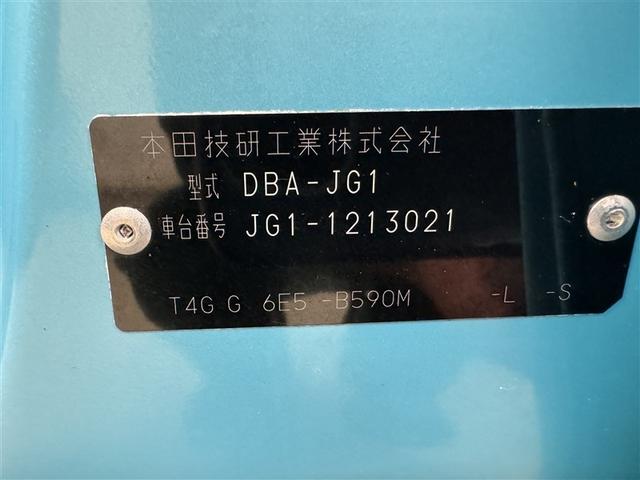 本田技研工業株式会社
型式 DBA-JG1
車台番号 JG1-1213021
T4G G 6E5 -B590M -L -S